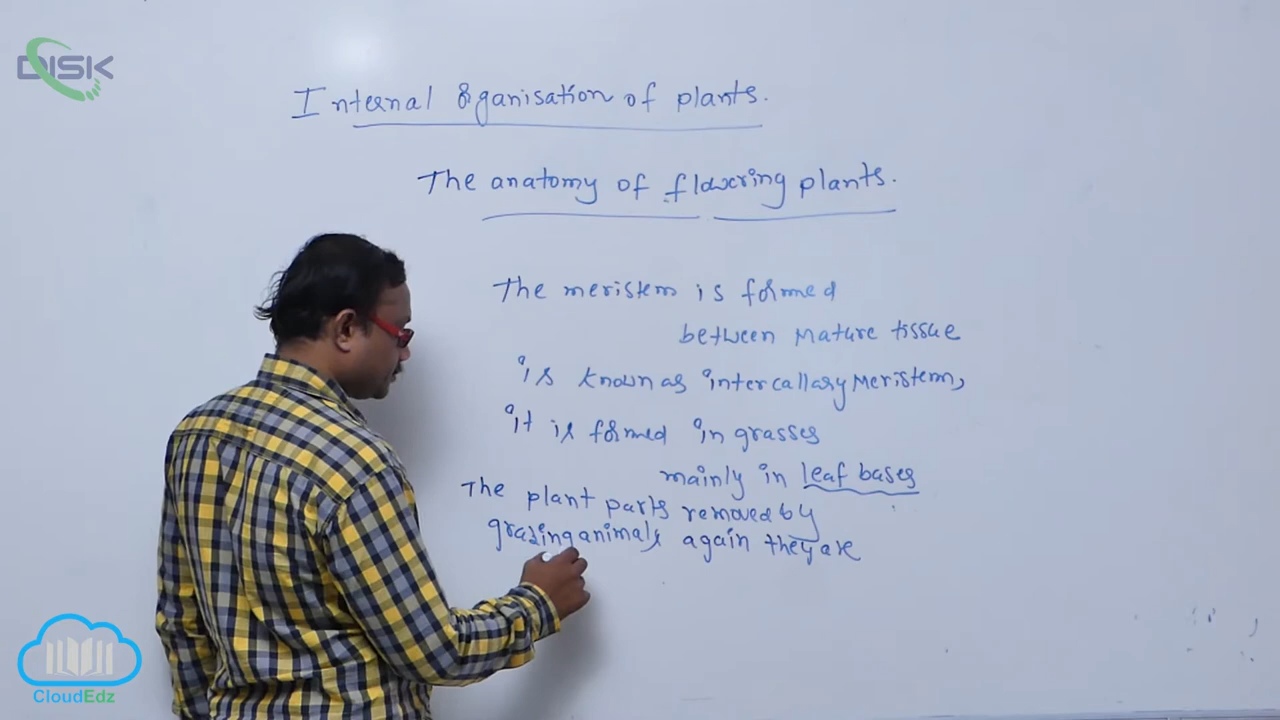 DISK
Internal Organisation of plants.
The anatomy of flowering plants.
The meristem is formed
between Mature tissue
is known as intercallary Meristem,
it is formed in grasses
mainly in leaf bases
The plant parts removed by
grazing animals again they are
CloudEdz